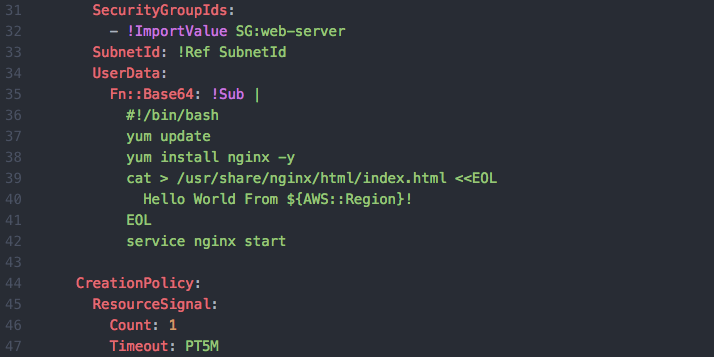 31 SecurityGroupIds:
32 - !ImportValue SG:web-server
33 SubnetId: !Ref SubnetId
34 UserData:
35 Fn::Base64: !Sub |
36 #!/bin/bash
37 yum update
38 yum install nginx -y
39 cat > /usr/share/nginx/html/index.html <<EOL
40 Hello World From ${AWS::Region}!
41 EOL
42 service nginx start
43
44 CreationPolicy:
45 ResourceSignal:
46 Count: 1
47 Timeout: PT5M